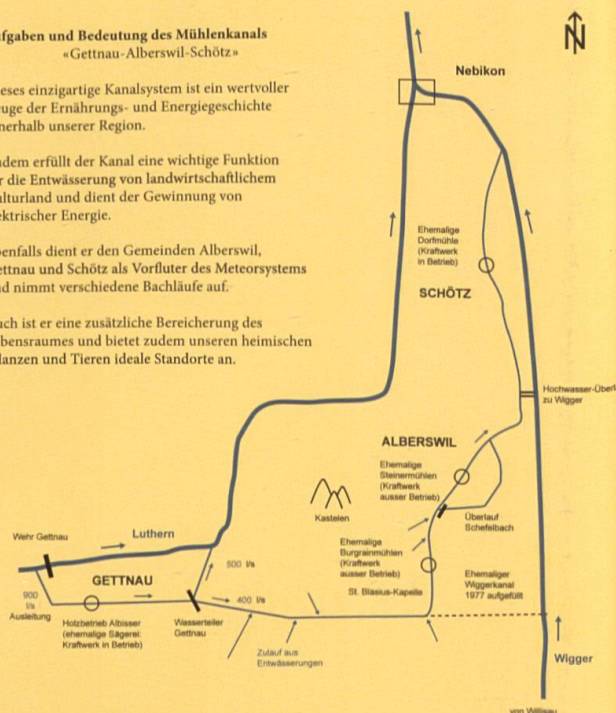 fgaben und Bedeutung des Mühlenkanals
«Gettnau-Alberswil-Schötz»
eses einzigartige Kanalsystem ist ein wertvoller
uge der Ernährungs- und Energiegeschichte
nerhalb unserer Region.
dem erfüllt der Kanal eine wichtige Funktion
r die Entwässerung von landwirtschaftlichem
lturland und dient der Gewinnung von
ektrischer Energie.
enfalls dient er den Gemeinden Alberswil,
ettnau und Schötz als Vorfluter des Meteorsystems
d nimmt verschiedene Bachläufe auf.
uch ist er eine zusätzliche Bereicherung des
bensraumes und bietet zudem unseren heimischen
lanzen und Tieren ideale Standorte an.
N
Nebikon
Ehemalige
Dorfmühle
(Kraftwerk
in Betrieb)
SCHÖTZ
Hochwasser-Überl
zu Wigger
ALBERSWIL
Ehemalige
Steinermühlen
(Kraftwerk
ausser Betrieb)
Kastelen
Überlauf
Schefelbach
Wehr Gettnau
Luthern
Ehemalige
Burgrainmühlen
(Kraftwerk
ausser Betrieb)
500 l/s
GETTNAU
St. Blasius-Kapelle
Ehemaliger
Wiggerkanal
1977 aufgefüllt
900
l/s
Ausleitung
400 l/s
Holzbetrieb Albisser
(ehemalige Sägerei:
Kraftwerk in Betrieb)
Wasserteiler
Gettnau
Zulauf aus
Entwässerungen
Wigger
von Willisau